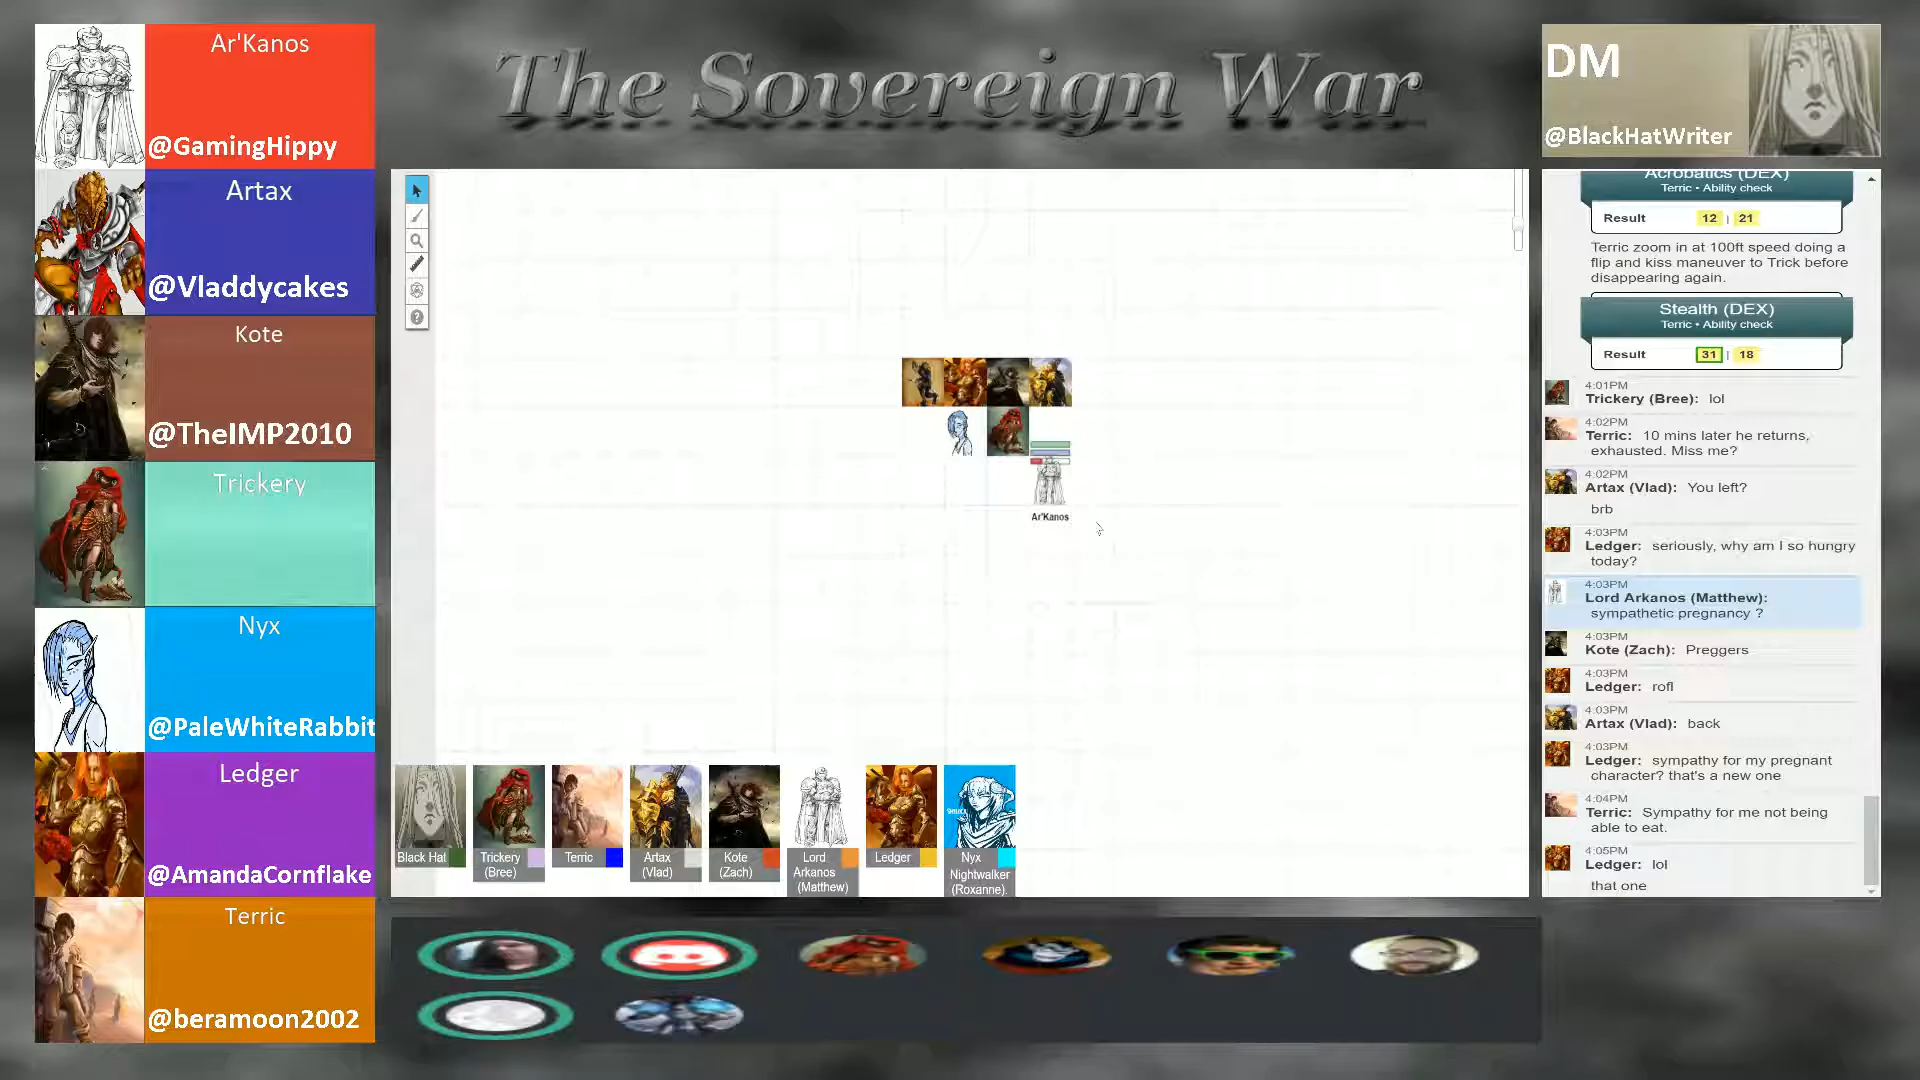 The Sovereign War
Ar'Kanos
@GamingHippy
Artax
@Vladdycakes
Kote
@TheIMP2010
Trickery
Nyx
@PaleWhiteRabbit
Ledger
@AmandaCornflake
Terric
@beramoon2002
Ar'Kanos
Black Hat
Trickery
(Bree)
Terric
Artax
(Vlad)
Kote
(Zach)
Lord
Arkanos
(Matthew)
Ledger
Nyx
Nightwalker
(Roxanne).
DM
@BlackHatWriter
Acrobatics (DEX)
Terric • Ability check
Result 12 | 21
Terric zoom in at 100ft speed doing a
flip and kiss maneuver to Trick before
disappearing again.
Stealth (DEX)
Terric • Ability check
Result 31 | 18
4:01PM
Trickery (Bree): lol
4:02PM
Terric: 10 mins later he returns,
exhausted. Miss me?
4:02PM
Artax (Vlad): You left?
brb
4:03PM
Ledger: seriously, why am I so hungry
today?
4:03PM
Lord Arkanos (Matthew):
sympathetic pregnancy ?
4:03PM
Kote (Zach): Preggers
4:03PM
Ledger: rofl
4:03PM
Artax (Vlad): back
4:03PM
Ledger: sympathy for my pregnant
character? that's a new one
4:04PM
Terric: Sympathy for me not being
able to eat.
4:05PM
Ledger: lol
that one